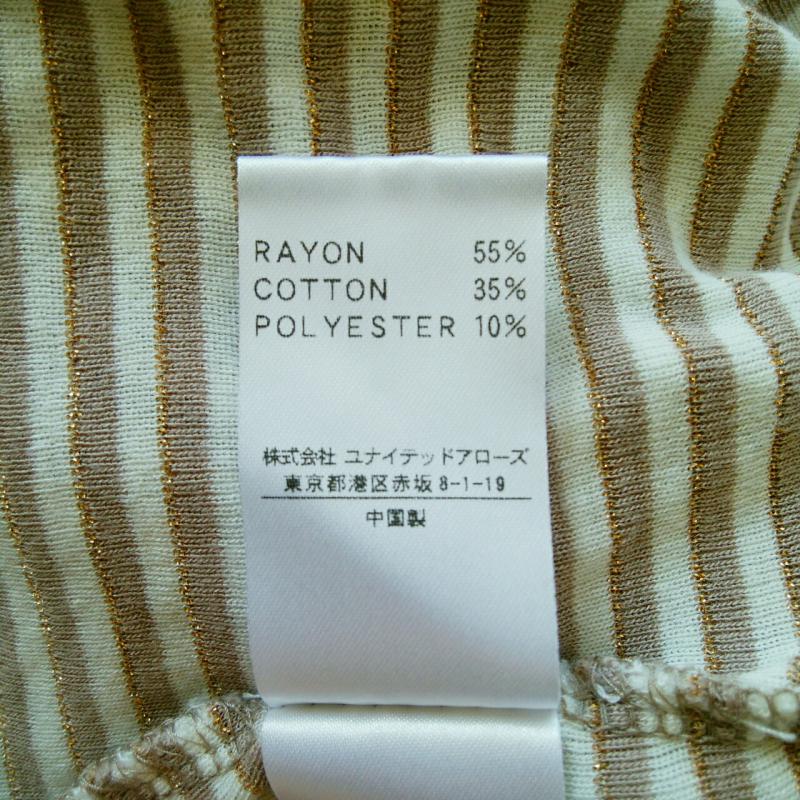 RAYON 55%
COTTON 35%
POLYESTER 10%
株式会社 ユナイテッドアローズ
東京都港区赤坂8-1-19
中国製